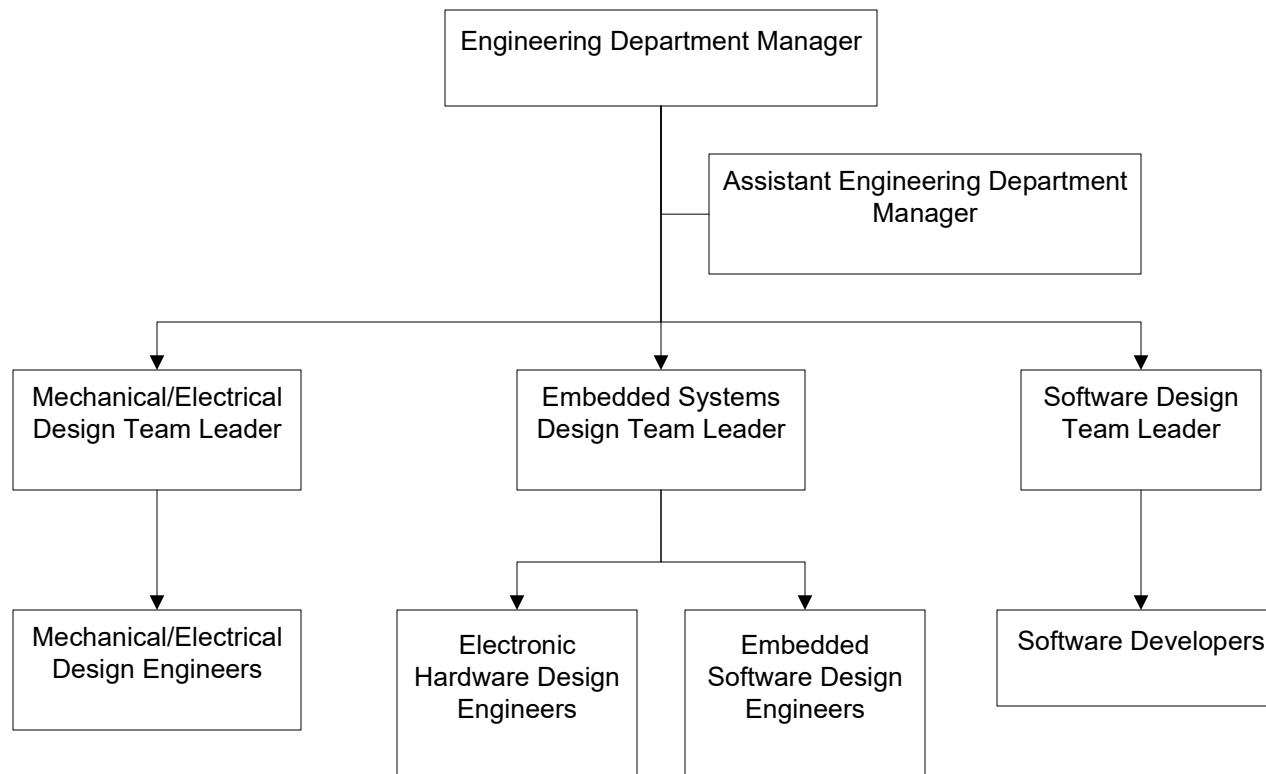 Engineering Department Manager
Assistant Engineering Department
Manager
Mechanical/Electrical
Design Team Leader
Embedded Systems
Design Team Leader
Software Design
Team Leader
Mechanical/Electrical
Design Engineers
Electronic
Hardware Design
Engineers
Embedded
Software Design
Engineers
Software Developers